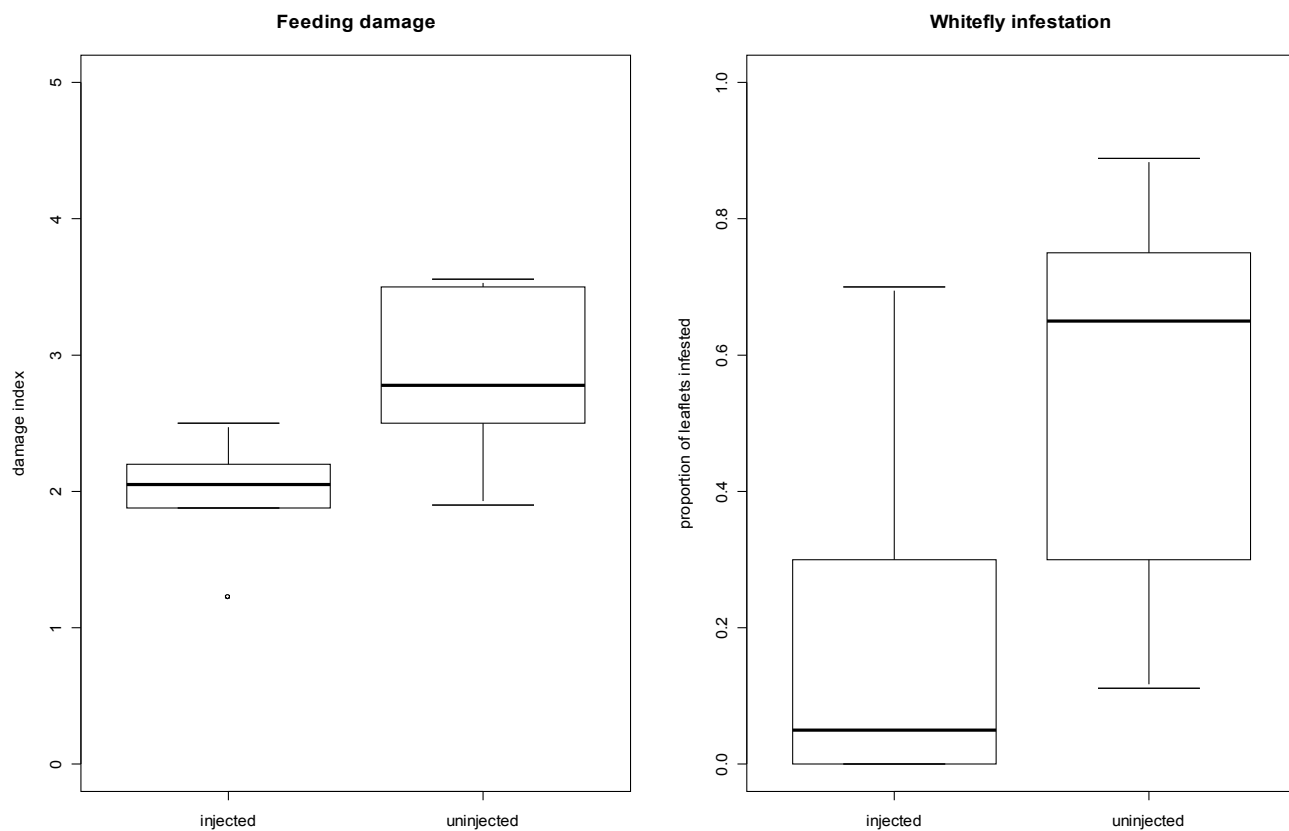 Feeding damage
damage index
5
4
3
2
1
0
injected
uninjected
Whitefly infestation
proportion of leaflets infested
1.0
0.8
0.6
0.4
0.2
0.0
injected
uninjected